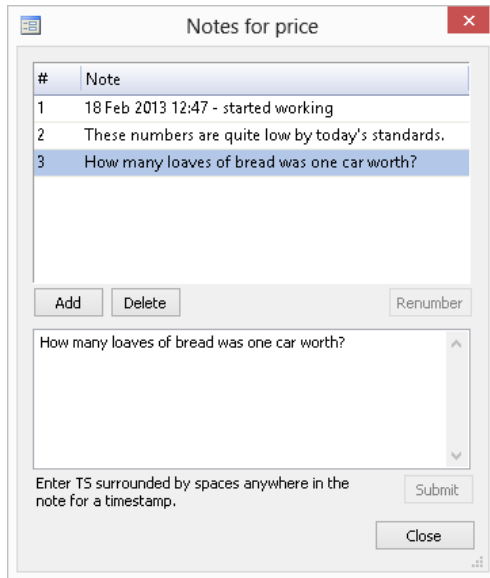 Notes for price
# Note
1 18 Feb 2013 12:47 - started working
2 These numbers are quite low by today's standards.
3 How many loaves of bread was one car worth?
Add Delete Renumber
How many loaves of bread was one car worth?
Enter TS surrounded by spaces anywhere in the
note for a timestamp.
Submit
Close